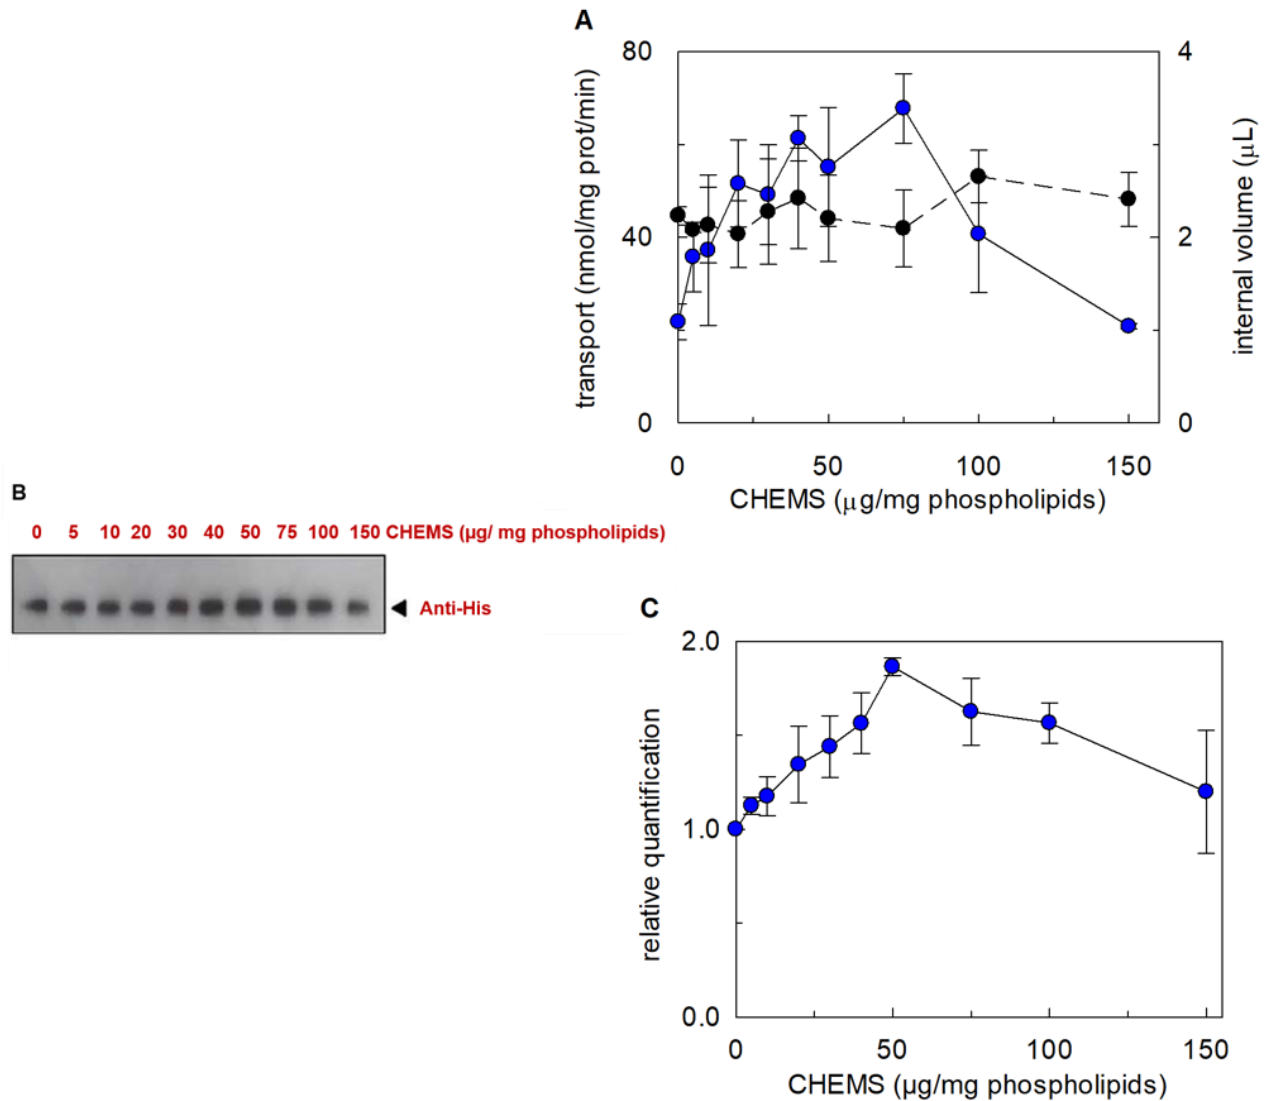 A
80
40
0
transport (nmol/mg prot/min)
4
2
0
internal volume (μL)
0 50 100 150
CHEMS (μg/mg phospholipids)
B
0 5 10 20 30 40 50 75 100 150 CHEMS (μg/ mg phospholipids)
Anti-His
C
2.0
1.0
0.0
relative quantification
0 50 100 150
CHEMS (μg/mg phospholipids)